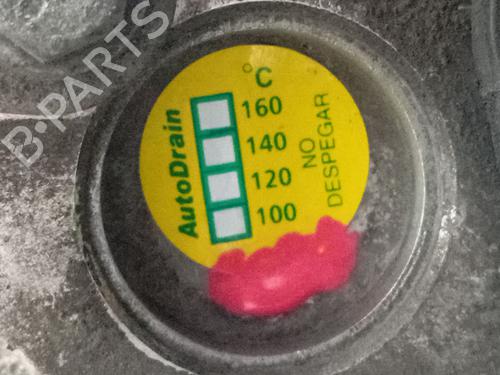 B-PARTS
AutoDrain
°C
160
140
120
100
NO
DESPEGAR